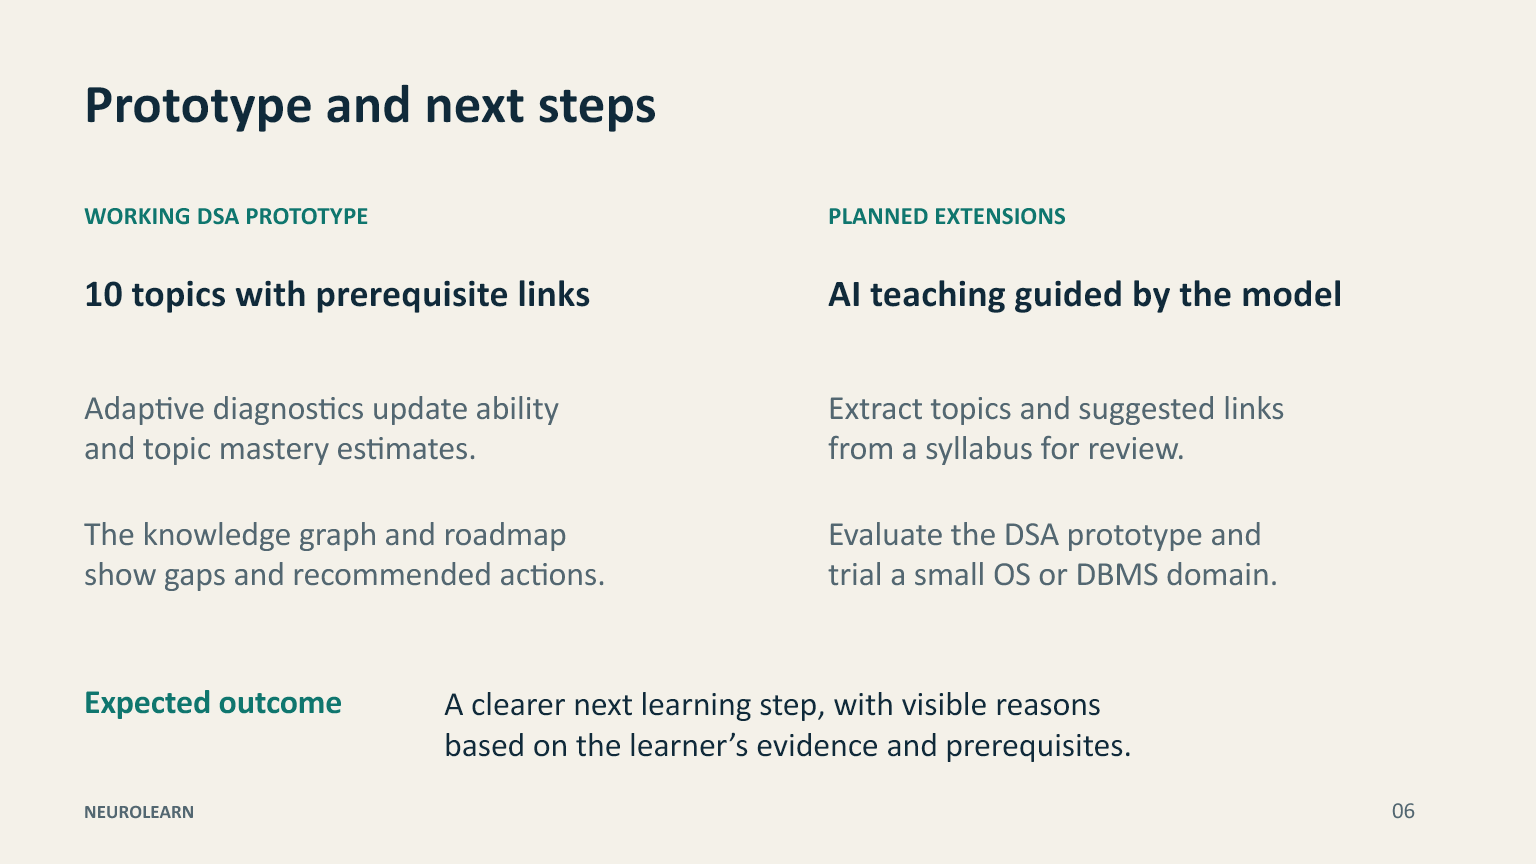 Prototype and next steps
WORKING DSA PROTOTYPE
10 topics with prerequisite links
Adaptive diagnostics update ability
and topic mastery estimates.
The knowledge graph and roadmap
show gaps and recommended actions.
PLANNED EXTENSIONS
AI teaching guided by the model
Extract topics and suggested links
from a syllabus for review.
Evaluate the DSA prototype and
trial a small OS or DBMS domain.
Expected outcome
A clearer next learning step, with visible reasons
based on the learner’s evidence and prerequisites.
NEUROLEARN
06